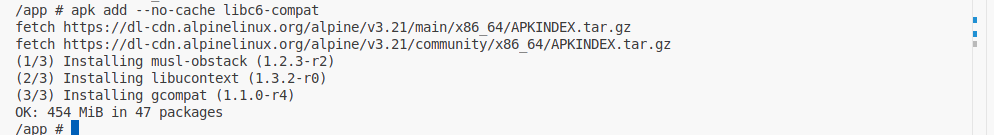 /app # apk add --no-cache libc6-compat
fetch https://dl-cdn.alpinelinux.org/alpine/v3.21/main/x86_64/APKINDEX.tar.gz
fetch https://dl-cdn.alpinelinux.org/alpine/v3.21/community/x86_64/APKINDEX.tar.gz
(1/3) Installing musl-obstack (1.2.3-r2)
(2/3) Installing libucontext (1.3.2-r0)
(3/3) Installing gcompat (1.1.0-r4)
OK: 454 MiB in 47 packages
/app #